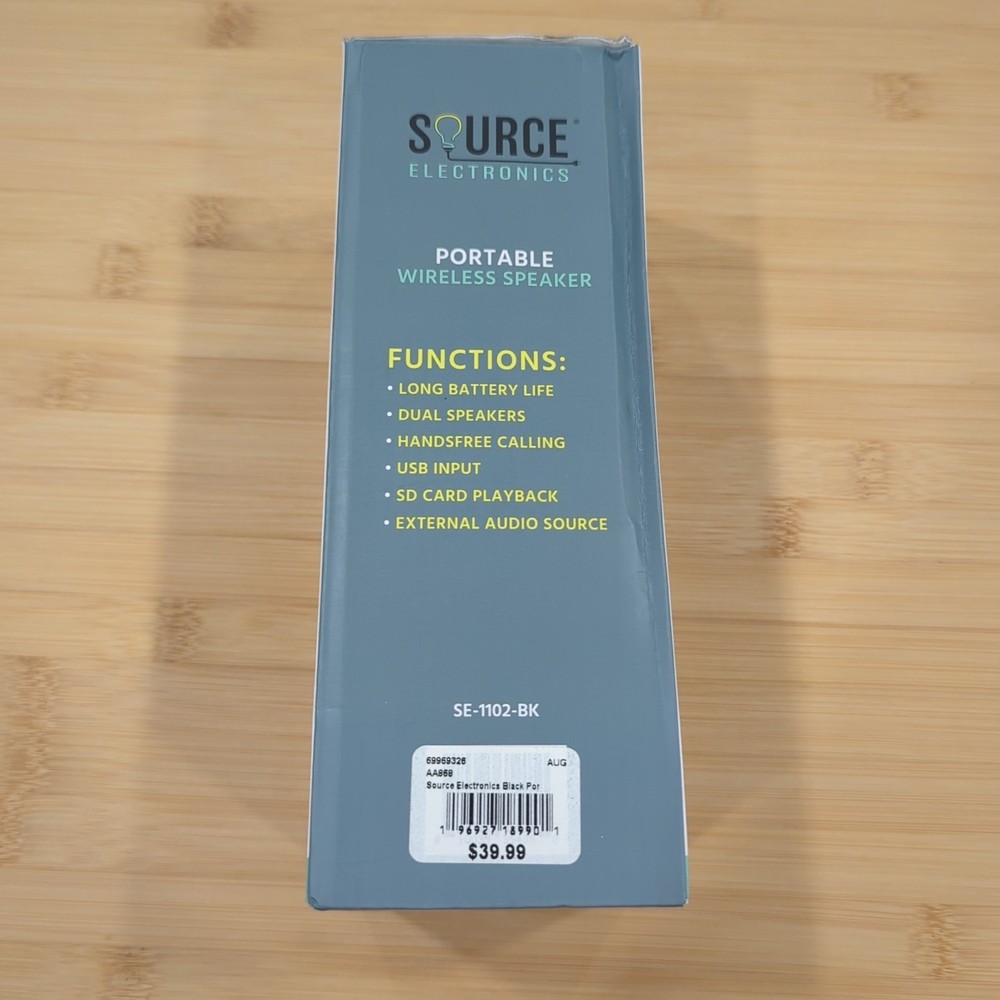 SOURCE®
ELECTRONICS
PORTABLE
WIRELESS SPEAKER
FUNCTIONS:
• LONG BATTERY LIFE
• DUAL SPEAKERS
• HANDSFREE CALLING
• USB INPUT
• SD CARD PLAYBACK
• EXTERNAL AUDIO SOURCE
SE-1102-BK
69969326 AUG
AA868
Source Electronics Black Por
1 96927 18990 1
$39.99